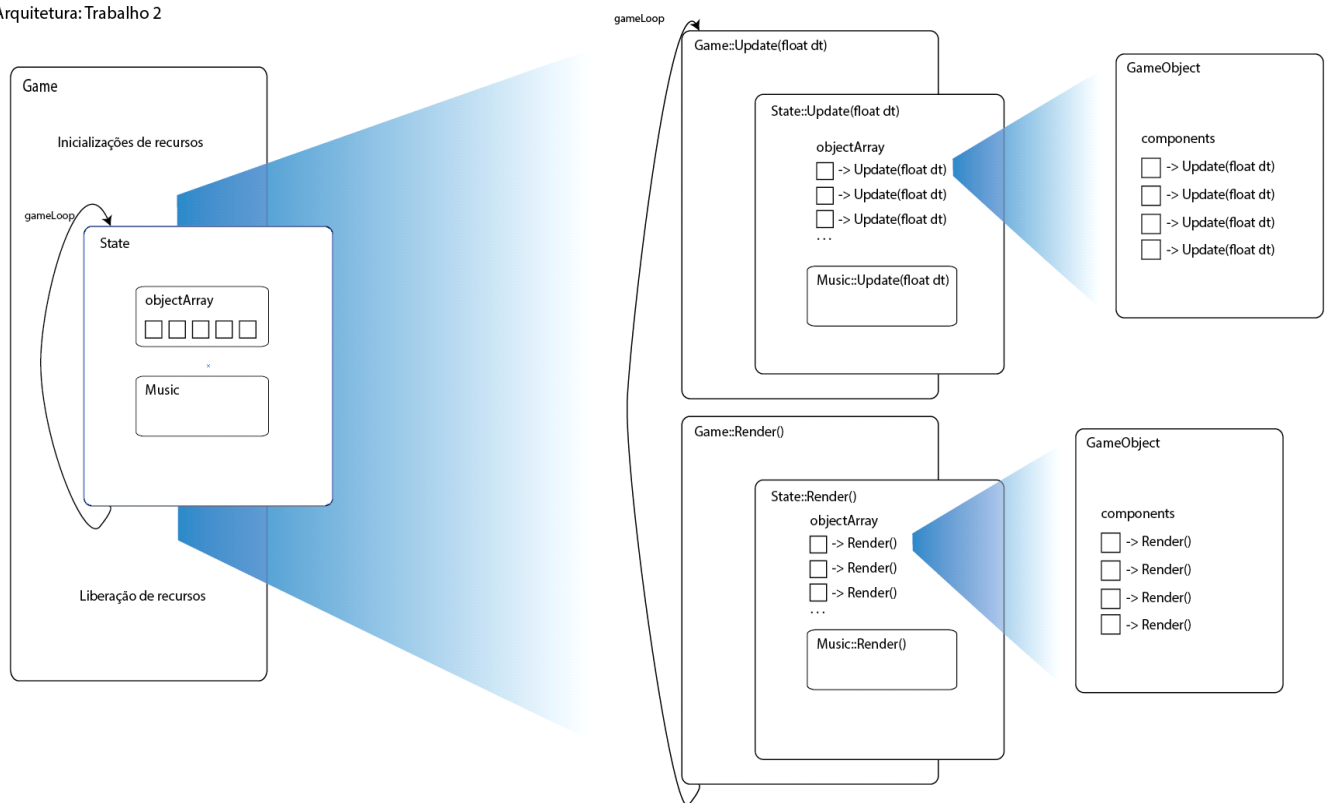 Arquitetura: Trabalho 2
Game
Inicializações de recursos
gameLoop
State
objectArray
Music
Liberação de recursos
gameLoop
Game::Update(float dt)
State::Update(float dt)
objectArray
-> Update(float dt)
-> Update(float dt)
-> Update(float dt)
...
Music::Update(float dt)
GameObject
components
-> Update(float dt)
-> Update(float dt)
-> Update(float dt)
-> Update(float dt)
Game::Render()
State::Render()
objectArray
-> Render()
-> Render()
-> Render()
...
Music::Render()
GameObject
components
-> Render()
-> Render()
-> Render()
-> Render()